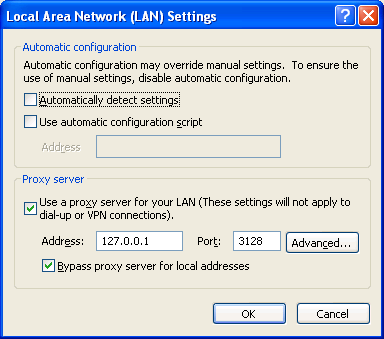 Local Area Network (LAN) Settings
Automatic configuration
Automatic configuration may override manual settings. To ensure the
use of manual settings, disable automatic configuration.
Automatically detect settings
Use automatic configuration script
Address
Proxy server
Use a proxy server for your LAN (These settings will not apply to
dial-up or VPN connections).
Address: 127.0.0.1 Port: 3128 Advanced...
Bypass proxy server for local addresses
OK Cancel